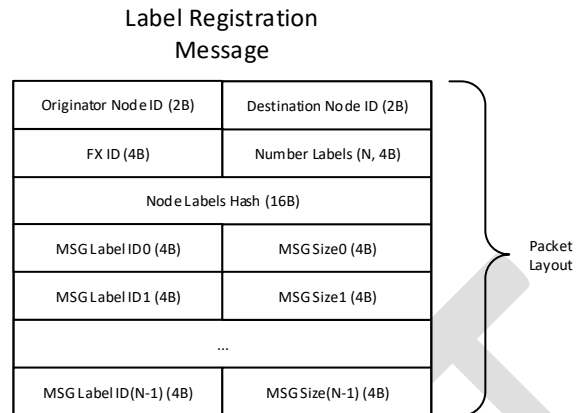 Label Registration
Message
Originator Node ID (2B) Destination Node ID (2B)
FX ID (4B) Number Labels (N, 4B)
Node Labels Hash (16B)
MSG Label ID0 (4B) MSG Size0 (4B)
MSG Label ID1 (4B) MSG Size1 (4B)
...
MSG Label ID(N-1) (4B) MSG Size(N-1) (4B)
Packet
Layout